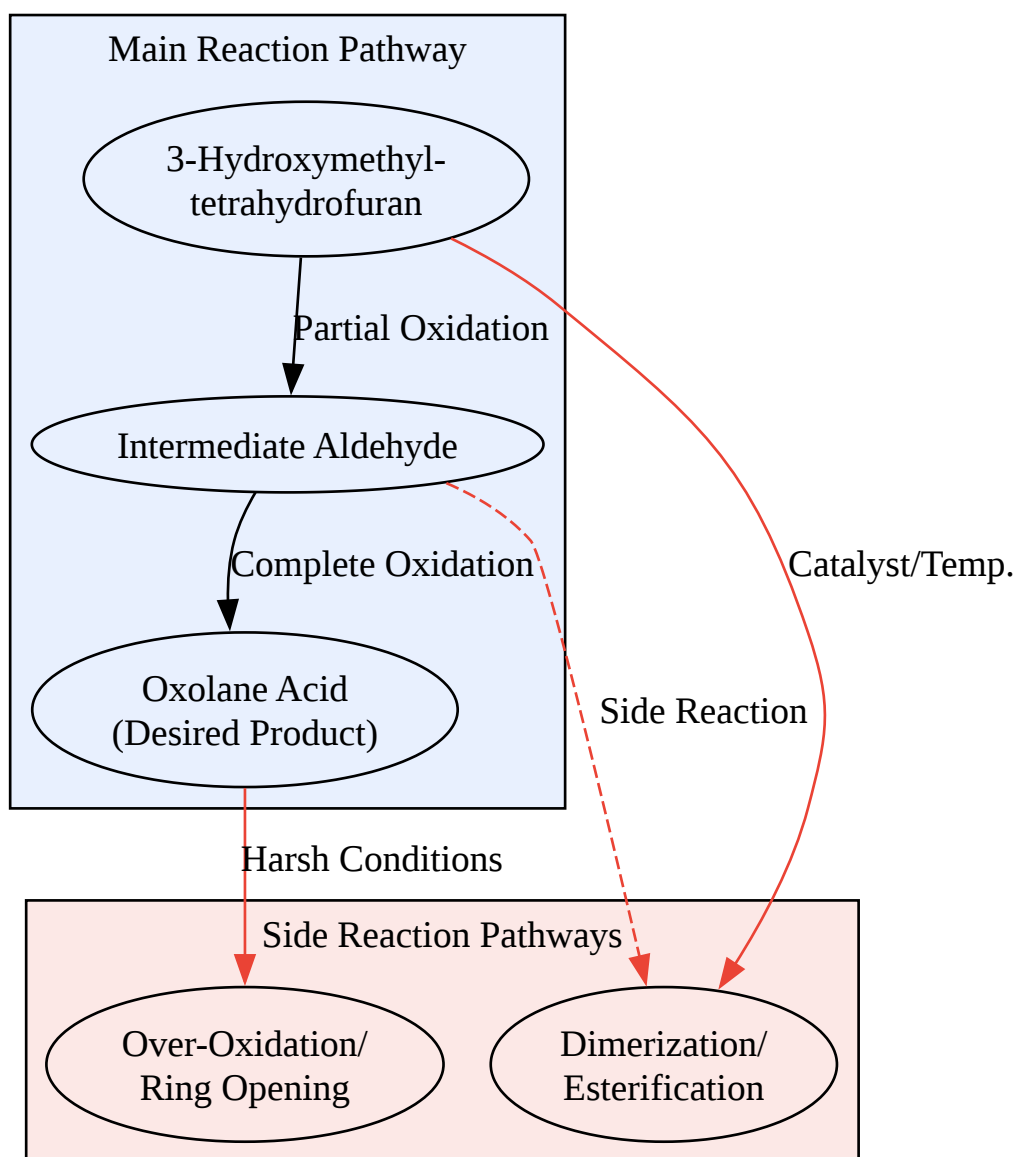 Main Reaction Pathway
3-Hydroxymethyl-
tetrahydrofuran
Partial Oxidation
Intermediate Aldehyde
Complete Oxidation
Catalyst/Temp.
Oxolane Acid
(Desired Product)
Side Reaction
Harsh Conditions
Side Reaction Pathways
Over-Oxidation/
Ring Opening
Dimerization/
Esterification